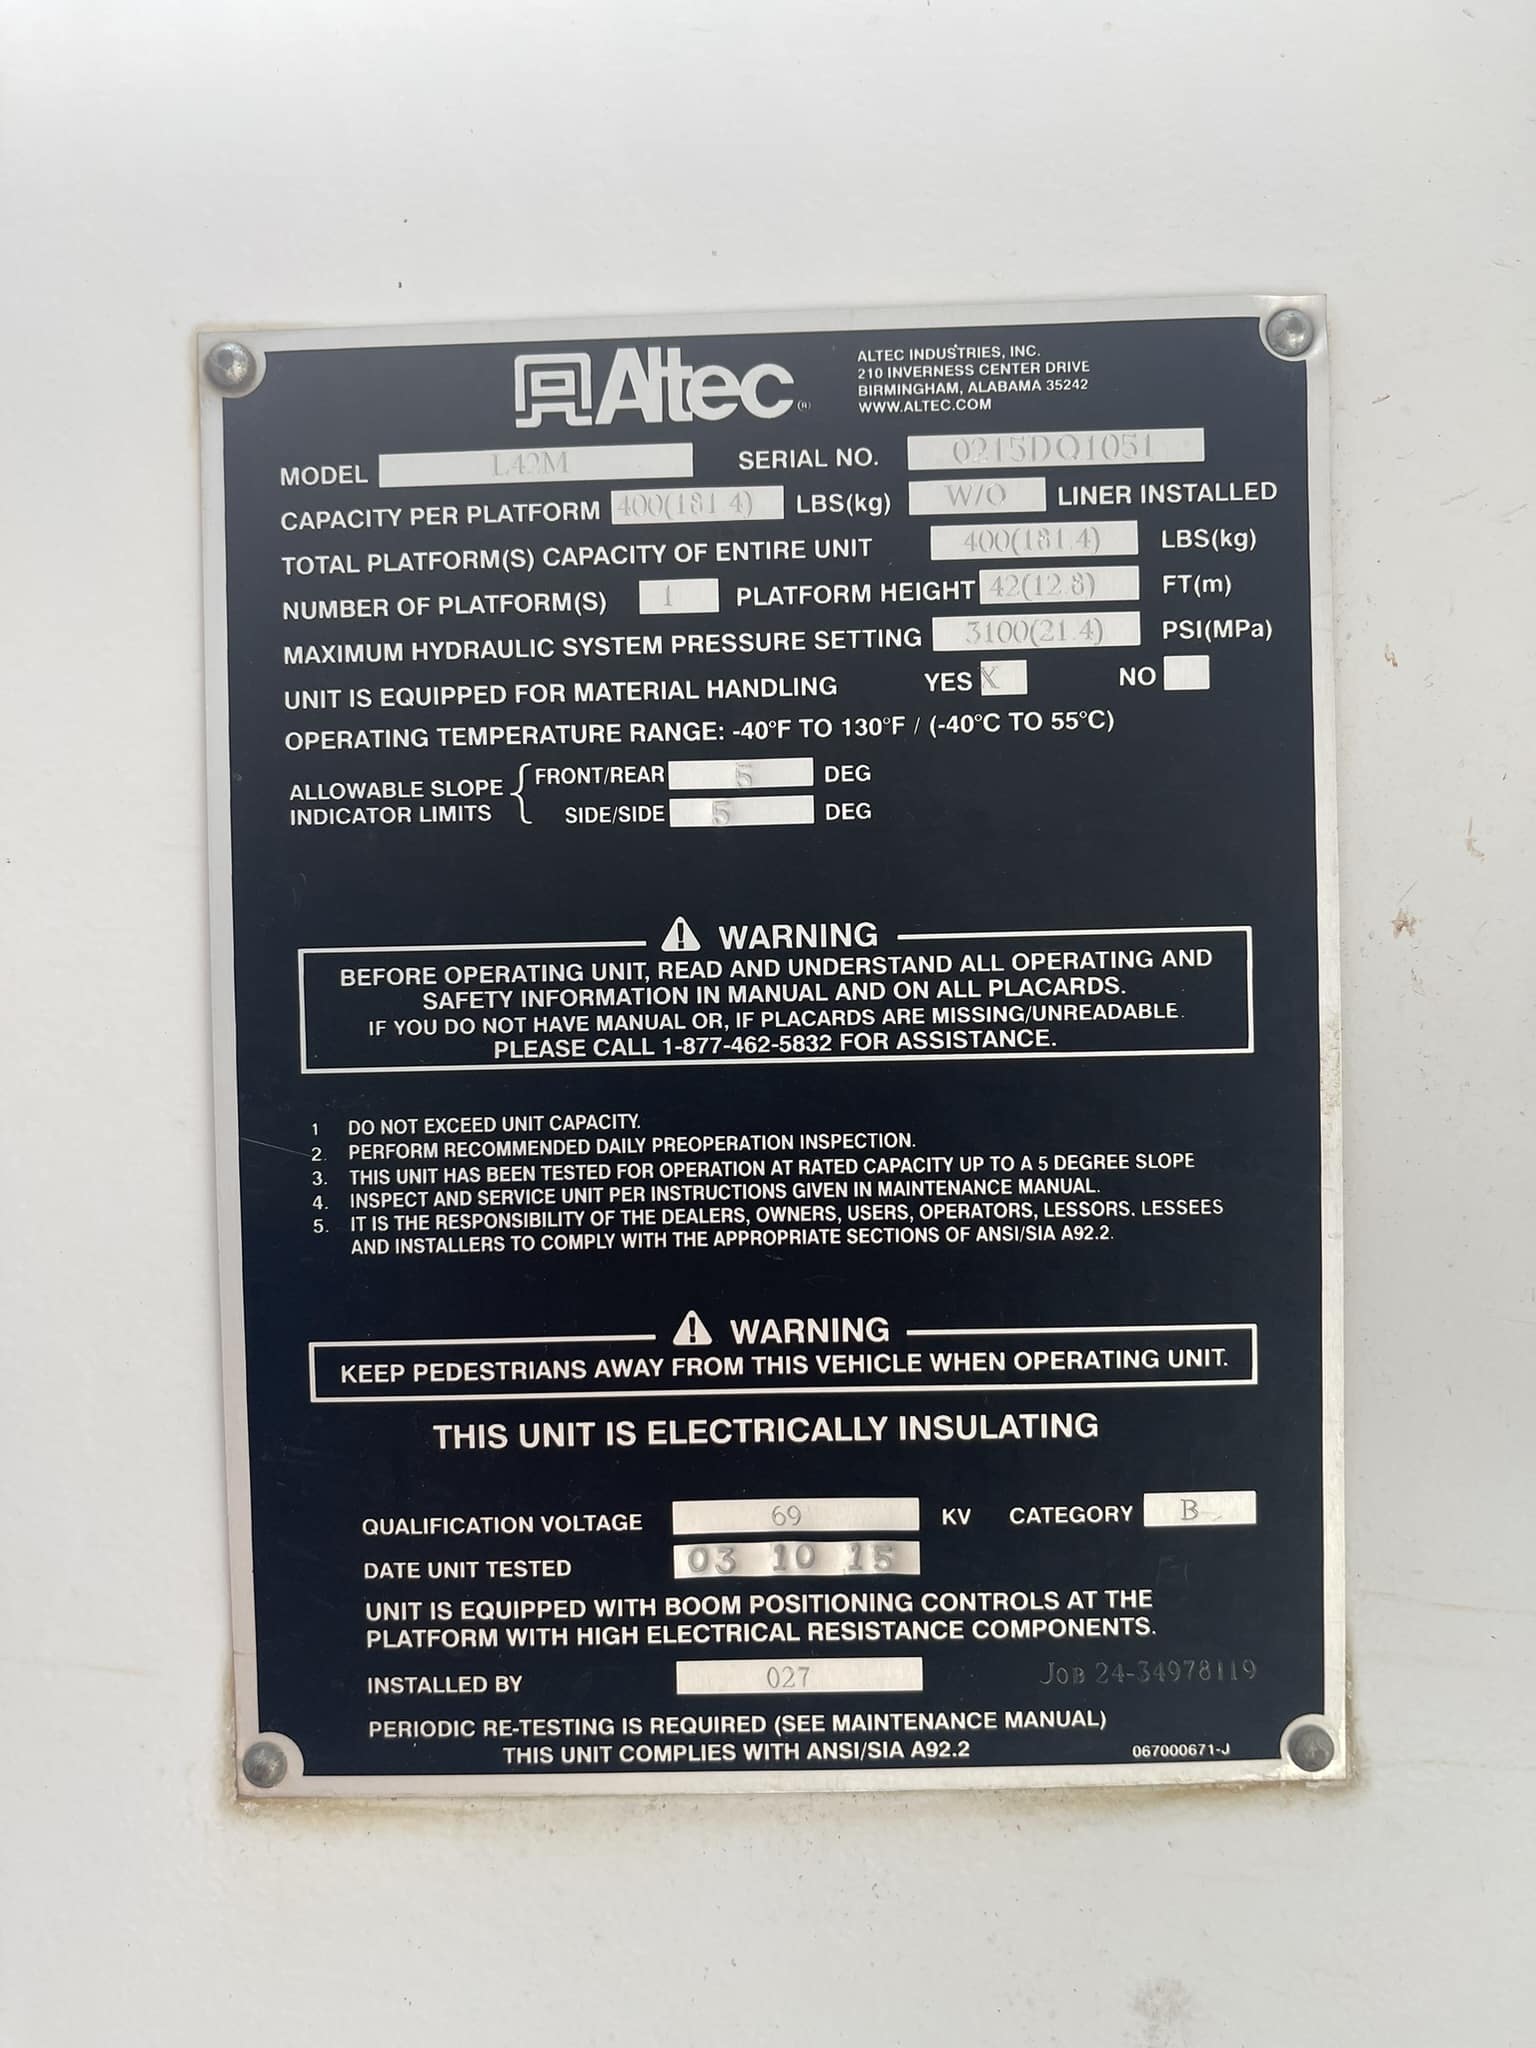 Altec ®
ALTEC INDUSTRIES, INC.
210 INVERNESS CENTER DRIVE
BIRMINGHAM, ALABAMA 35242
WWW.ALTEC.COM
MODEL L42M SERIAL NO. 0215DQ1051
CAPACITY PER PLATFORM 400(181.4) LBS(kg) W/O LINER INSTALLED
TOTAL PLATFORM(S) CAPACITY OF ENTIRE UNIT 400(181.4) LBS(kg)
NUMBER OF PLATFORM(S) 1 PLATFORM HEIGHT 42(12.8) FT(m)
MAXIMUM HYDRAULIC SYSTEM PRESSURE SETTING 3100(21.4) PSI(MPa)
UNIT IS EQUIPPED FOR MATERIAL HANDLING YES X NO
OPERATING TEMPERATURE RANGE: -40°F TO 130°F / (-40°C TO 55°C)
ALLOWABLE SLOPE
INDICATOR LIMITS
FRONT/REAR 5 DEG
SIDE/SIDE 5 DEG
WARNING
BEFORE OPERATING UNIT, READ AND UNDERSTAND ALL OPERATING AND
SAFETY INFORMATION IN MANUAL AND ON ALL PLACARDS.
IF YOU DO NOT HAVE MANUAL OR, IF PLACARDS ARE MISSING/UNREADABLE.
PLEASE CALL 1-877-462-5832 FOR ASSISTANCE.
1 DO NOT EXCEED UNIT CAPACITY.
2. PERFORM RECOMMENDED DAILY PREOPERATION INSPECTION.
3. THIS UNIT HAS BEEN TESTED FOR OPERATION AT RATED CAPACITY UP TO A 5 DEGREE SLOPE
4. INSPECT AND SERVICE UNIT PER INSTRUCTIONS GIVEN IN MAINTENANCE MANUAL.
5. IT IS THE RESPONSIBILITY OF THE DEALERS, OWNERS, USERS, OPERATORS, LESSORS. LESSEES
AND INSTALLERS TO COMPLY WITH THE APPROPRIATE SECTIONS OF ANSI/SIA A92.2.
WARNING
KEEP PEDESTRIANS AWAY FROM THIS VEHICLE WHEN OPERATING UNIT.
THIS UNIT IS ELECTRICALLY INSULATING
QUALIFICATION VOLTAGE 69 KV CATEGORY B
DATE UNIT TESTED 03 10 15
UNIT IS EQUIPPED WITH BOOM POSITIONING CONTROLS AT THE
PLATFORM WITH HIGH ELECTRICAL RESISTANCE COMPONENTS.
INSTALLED BY 027 JOB 24-34978119
PERIODIC RE-TESTING IS REQUIRED (SEE MAINTENANCE MANUAL)
THIS UNIT COMPLIES WITH ANSI/SIA A92.2 067000671-J